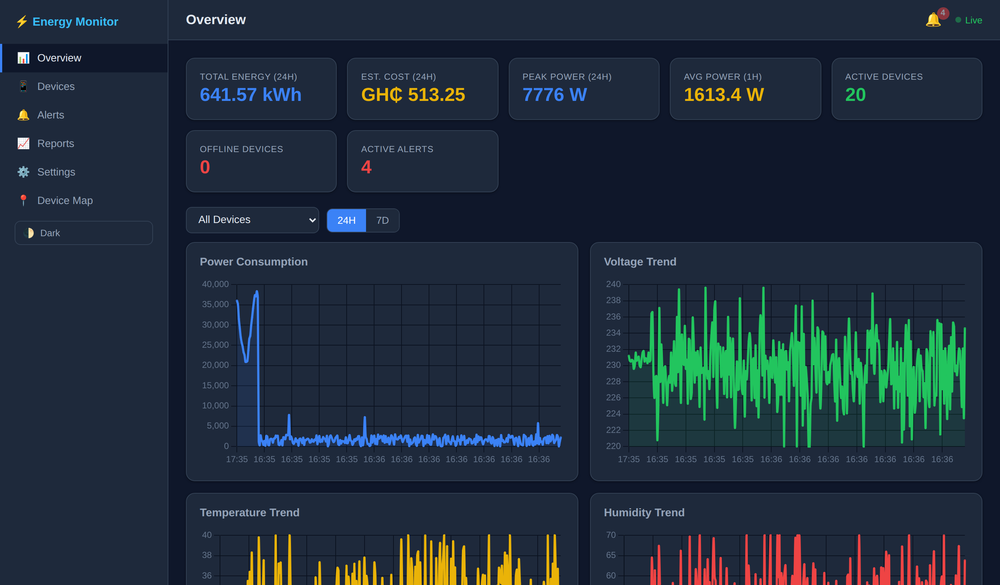 ⚡ Energy Monitor
Overview
Devices
Alerts
Reports
Settings
Device Map
Dark
Overview
4
Live
TOTAL ENERGY (24H)
641.57 kWh
EST. COST (24H)
GH₵ 513.25
PEAK POWER (24H)
7776 W
AVG POWER (1H)
1613.4 W
ACTIVE DEVICES
20
OFFLINE DEVICES
0
ACTIVE ALERTS
4
All Devices
24H 7D
Power Consumption
40,000
35,000
30,000
25,000
20,000
15,000
10,000
5,000
0
17:35 16:35 16:35 16:35 16:35 16:36 16:36 16:36 16:36 16:36 16:36 16:36
Voltage Trend
240
238
236
234
232
230
228
226
224
222
220
17:35 16:35 16:35 16:35 16:35 16:36 16:36 16:36 16:36 16:36 16:36 16:36
Temperature Trend
40
38
36
Humidity Trend
70
65
60